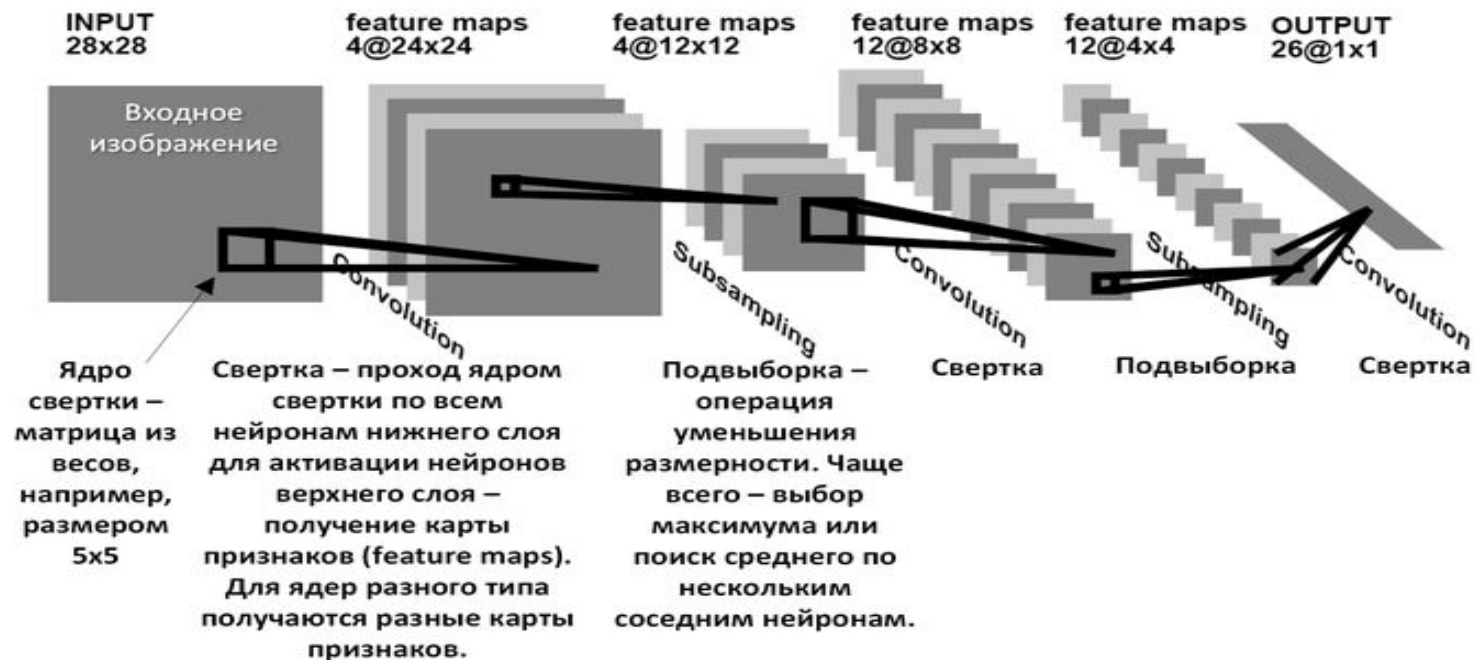 INPUT
28x28
feature maps
4@24x24
feature maps
4@12x12
feature maps
12@8x8
feature maps
12@4x4
OUTPUT
26@1x1
Входное
изображение
Convolution
Subsampling
Convolution
Subsampling
Convolution
Ядро
свертки –
матрица из
весов,
например,
размером
5x5
Свертка – проход ядром
свертки по всем
нейронам нижнего слоя
для активации нейронов
верхнего слоя –
получение карты
признаков (feature maps).
Для ядер разного типа
получаются разные карты
признаков.
Подвыборка –
операция
уменьшения
размерности. Чаще
всего – выбор
максимума или
поиск среднего по
нескольким
соседним нейронам.
Свертка
Подвыборка
Свертка